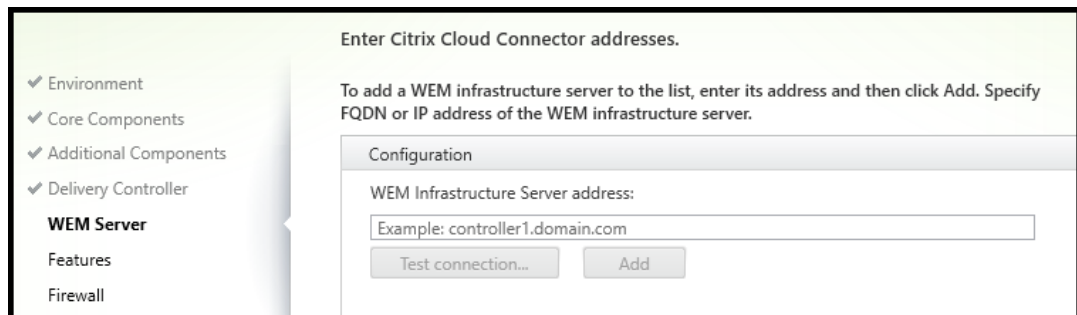 Enter Citrix Cloud Connector addresses.
Environment
Core Components
Additional Components
Delivery Controller
WEM Server
Features
Firewall
To add a WEM infrastructure server to the list, enter its address and then click Add. Specify
FQDN or IP address of the WEM infrastructure server.
Configuration
WEM Infrastructure Server address:
Example: controller1.domain.com
Test connection...
Add